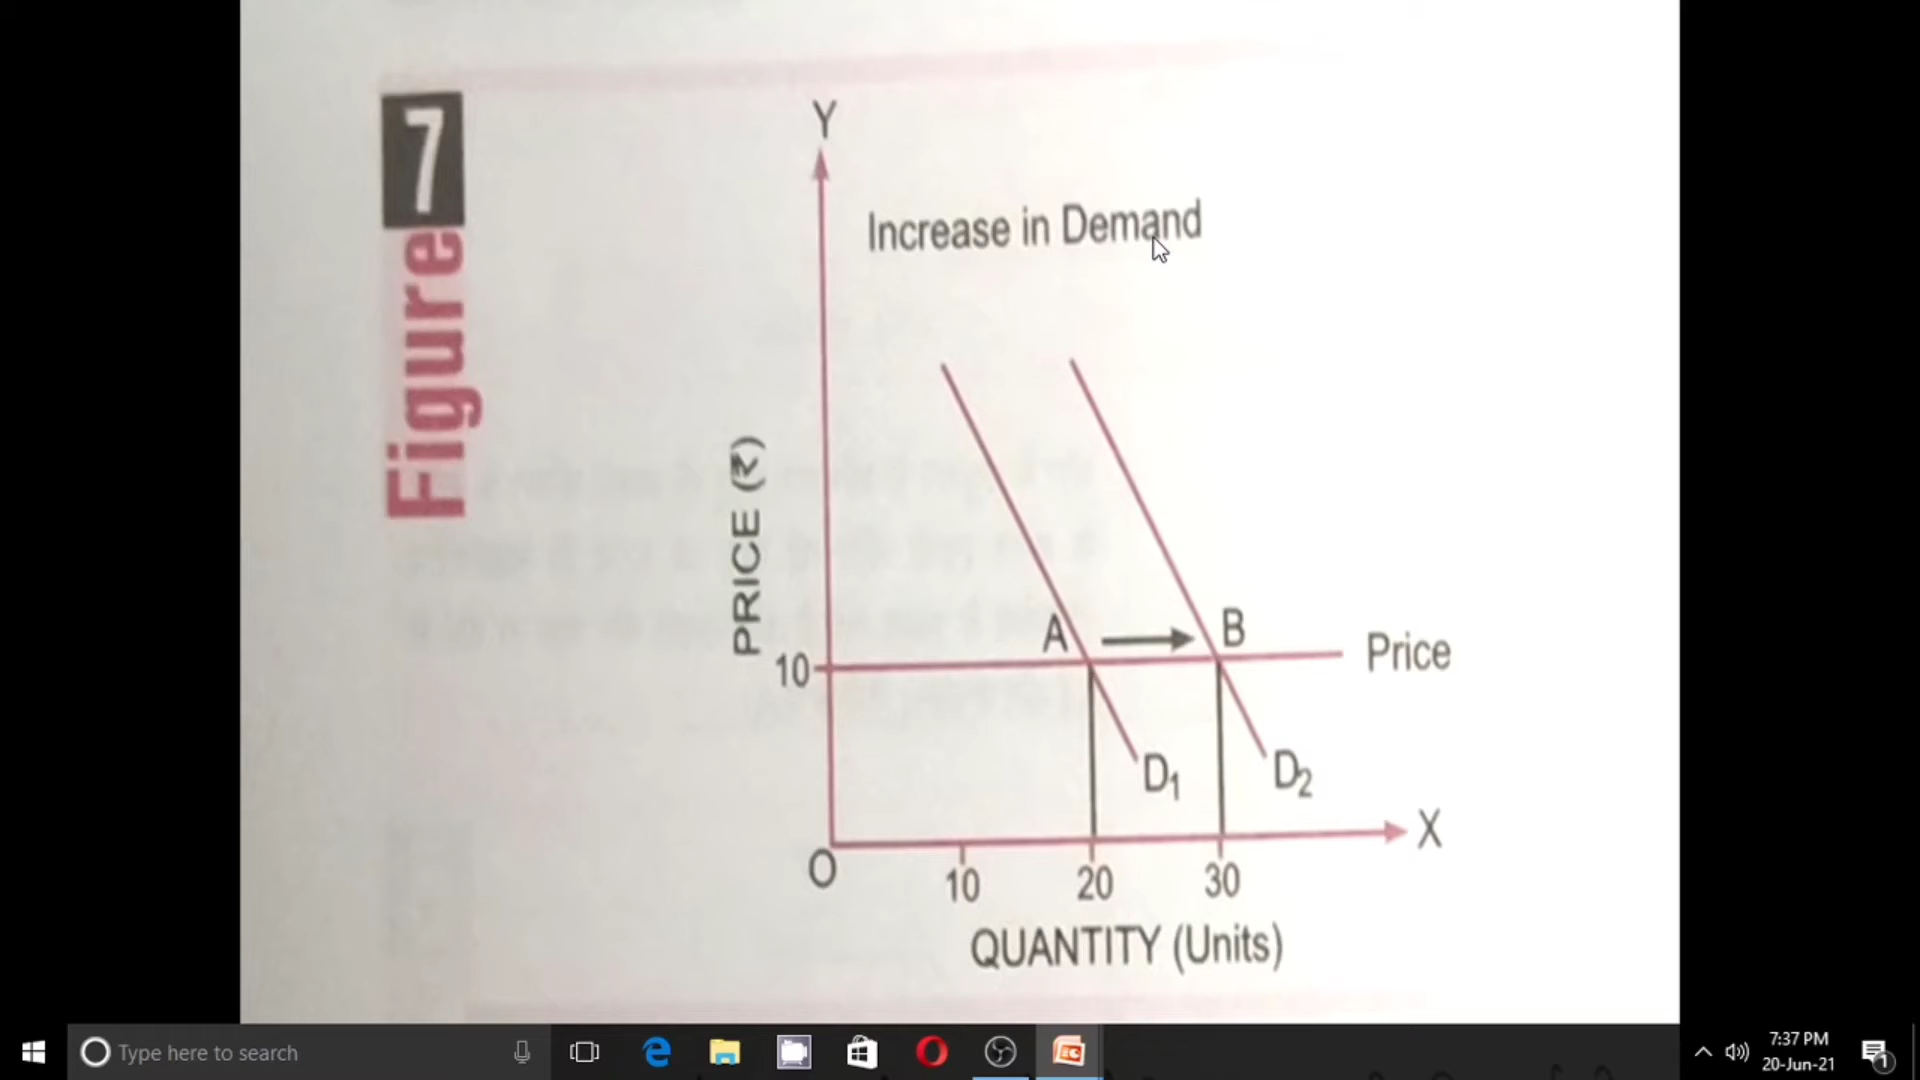 Figure 7
Y
Increase in Demand
PRICE (₹)
A
B
10
Price
D1
D2
O
10
20
30
X
QUANTITY (Units)
Type here to search
7:37 PM
20-Jun-21
1